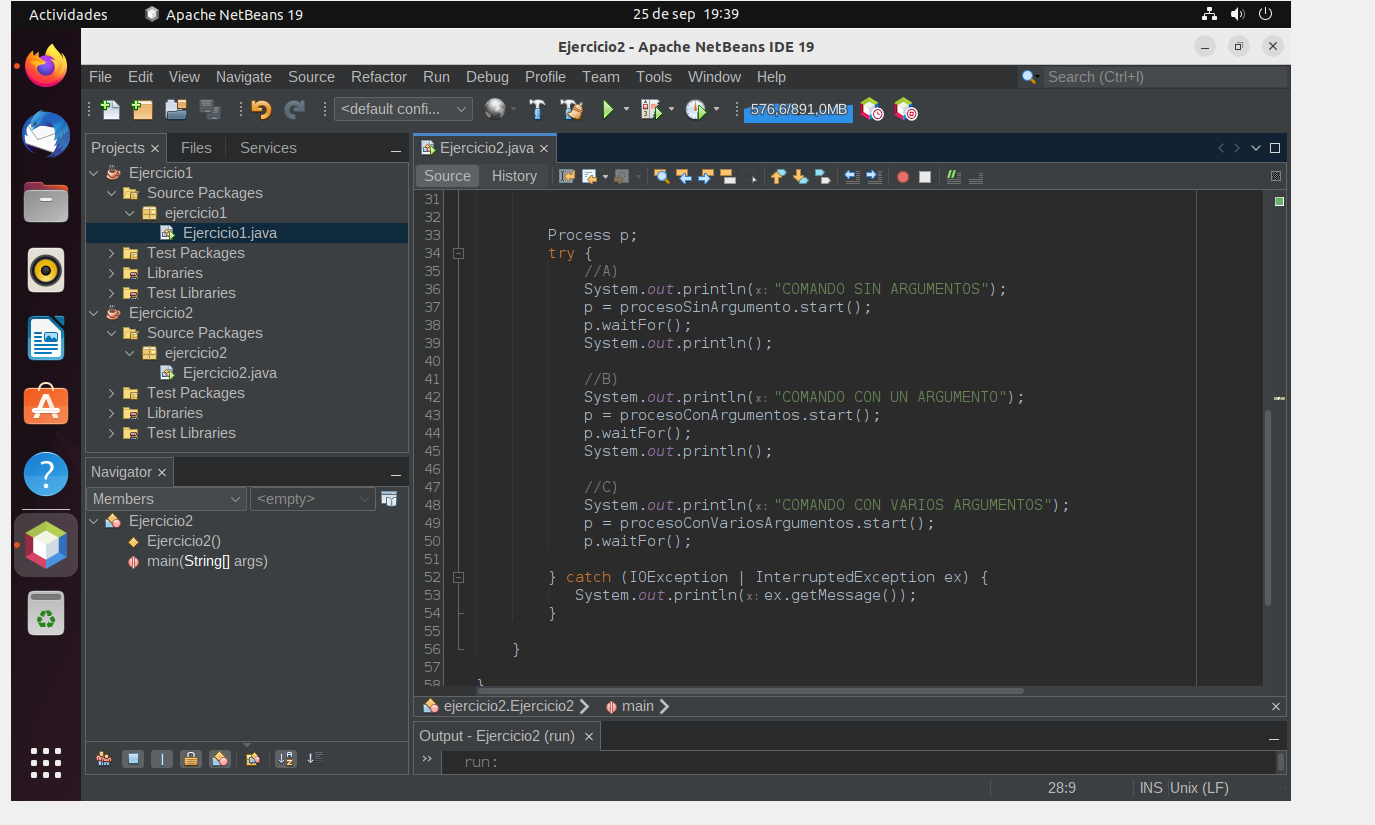 Actividades
Apache NetBeans 19
25 de sep 19:39
Ejercicio2 - Apache NetBeans IDE 19
File Edit View Navigate Source Refactor Run Debug Profile Team Tools Window Help
Search (Ctrl+I)
<default confi...
576,6/891,0MB
Projects Files Services
Ejercicio1
Source Packages
ejercicio1
Ejercicio1.java
Test Packages
Libraries
Test Libraries
Ejercicio2
Source Packages
ejercicio2
Ejercicio2.java
Test Packages
Libraries
Test Libraries
Navigator
Members
<empty>
Ejercicio2
Ejercicio2()
main(String[] args)
Ejercicio2.java
Source History
31
32
33 Process p;
34 try {
35 //A)
36 System.out.println(x: "COMANDO SIN ARGUMENTOS");
37 p = procesoSinArgumento.start();
38 p.waitFor();
39 System.out.println();
40
41 //B)
42 System.out.println(x: "COMANDO CON UN ARGUMENTO");
43 p = procesoConArgumentos.start();
44 p.waitFor();
45 System.out.println();
46
47 //C)
48 System.out.println(x: "COMANDO CON VARIOS ARGUMENTOS");
49 p = procesoConVariosArgumentos.start();
50 p.waitFor();
51
52 } catch (IOException | InterruptedException ex) {
53 System.out.println(x: ex.getMessage());
54 }
55
56 }
57
58 }
ejercicio2.Ejercicio2 main
Output - Ejercicio2 (run)
run:
28:9 INS Unix (LF)